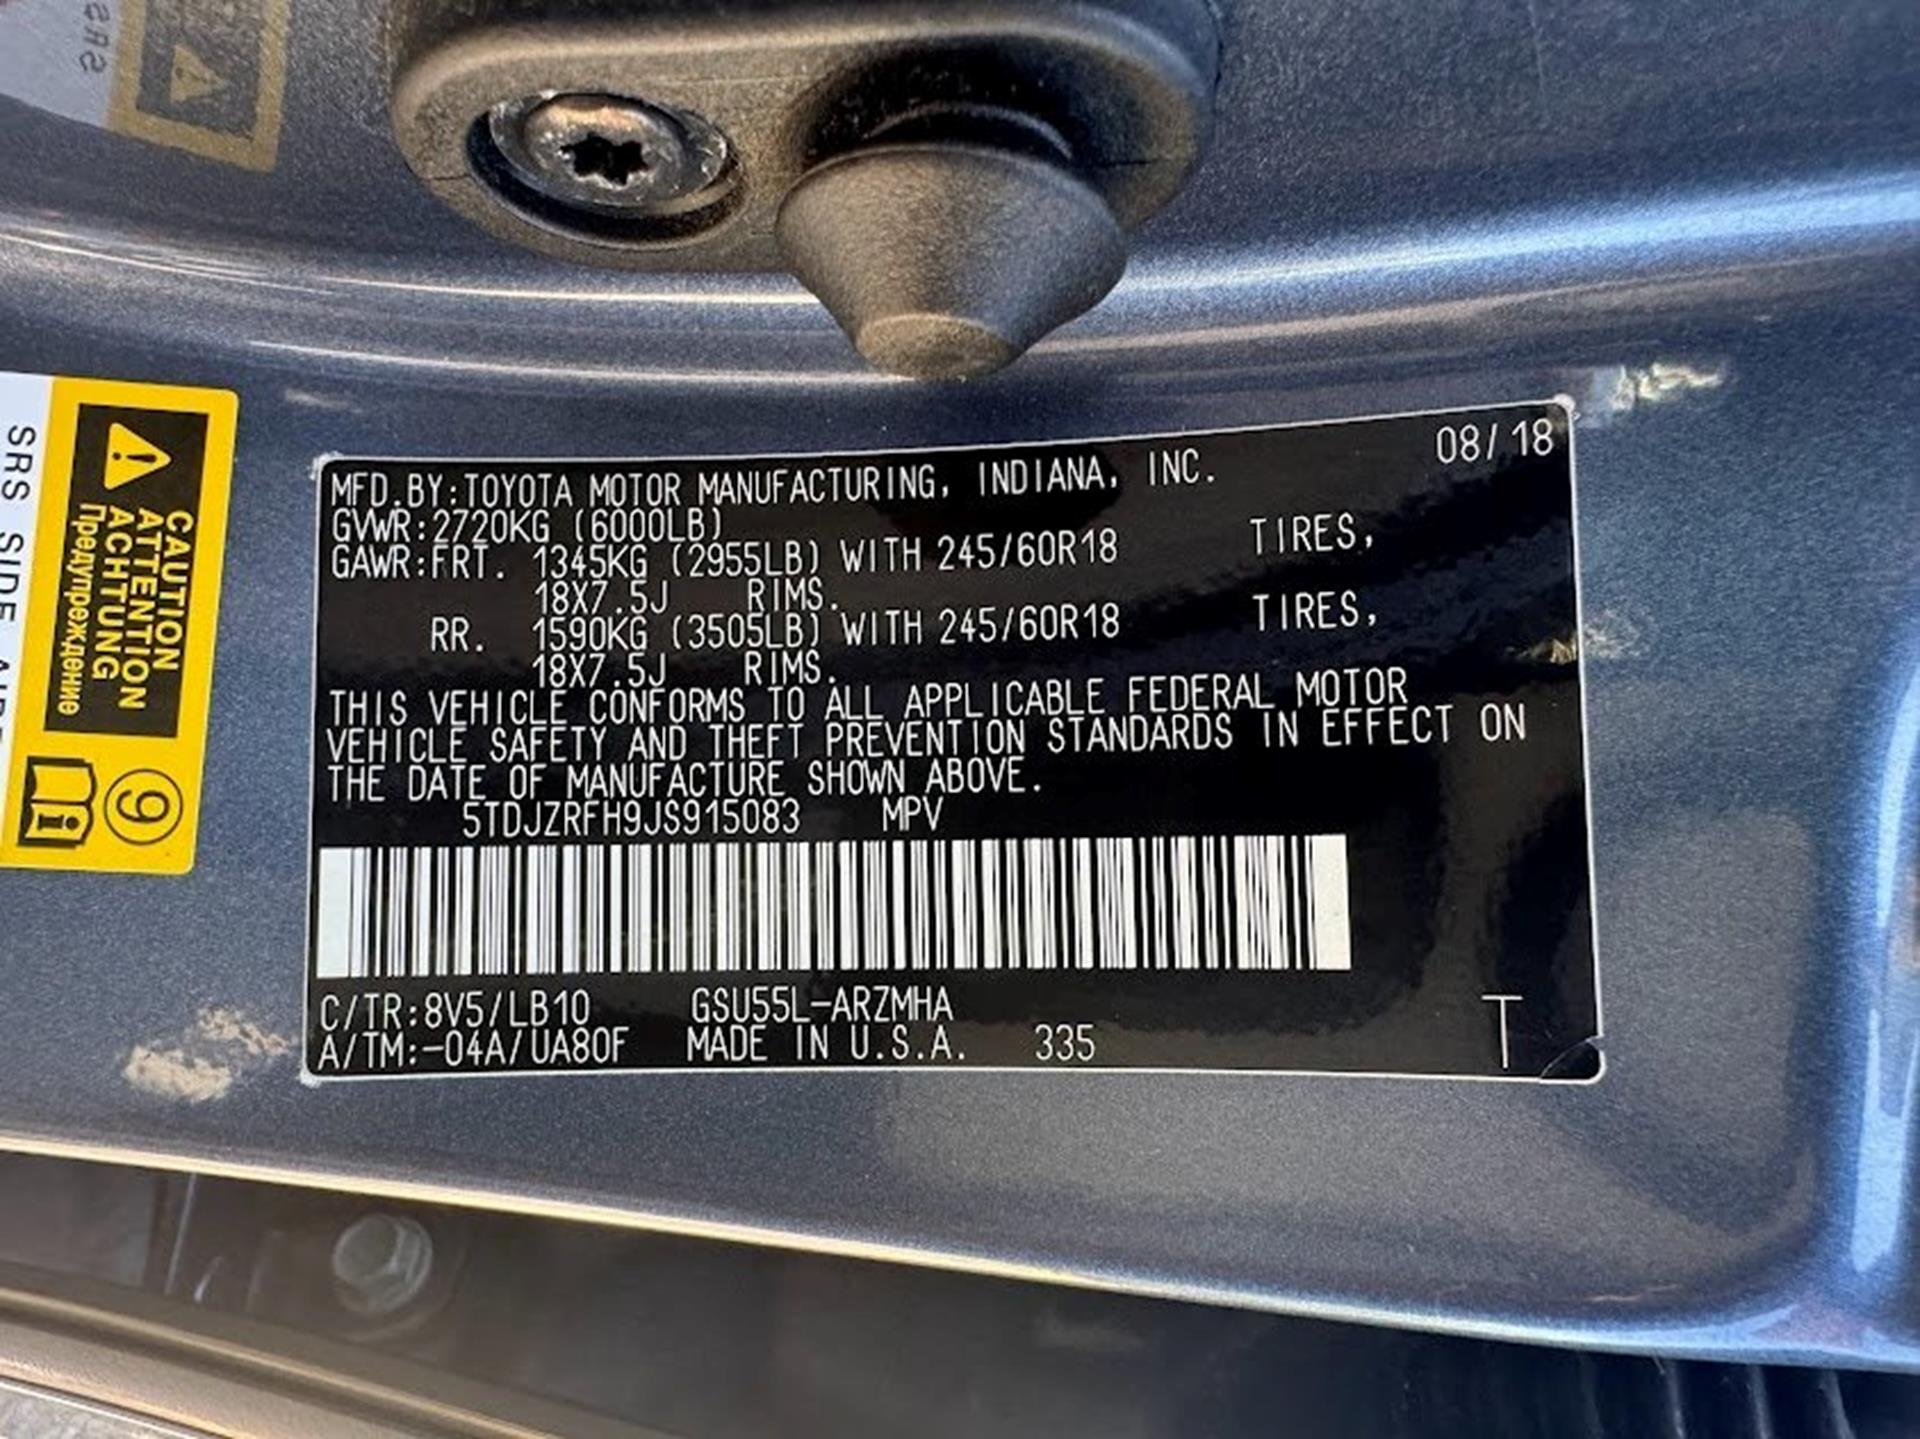 SRS
SRS SIDE AIR
CAUTION
ATTENTION
ACHTUNG
Предупреждение
9
MFD.BY:TOYOTA MOTOR MANUFACTURING, INDIANA, INC. 08/18
GVWR:2720KG (6000LB)
GAWR:FRT. 1345KG (2955LB) WITH 245/60R18 TIRES,
18X7.5J RIMS.
RR. 1590KG (3505LB) WITH 245/60R18 TIRES,
18X7.5J RIMS.
THIS VEHICLE CONFORMS TO ALL APPLICABLE FEDERAL MOTOR
VEHICLE SAFETY AND THEFT PREVENTION STANDARDS IN EFFECT ON
THE DATE OF MANUFACTURE SHOWN ABOVE.
5TDJZRFH9JS915083 MPV
C/TR:8V5/LB10 GSU55L-ARZMHA
A/TM:-04A/UA80F MADE IN U.S.A. 335 T